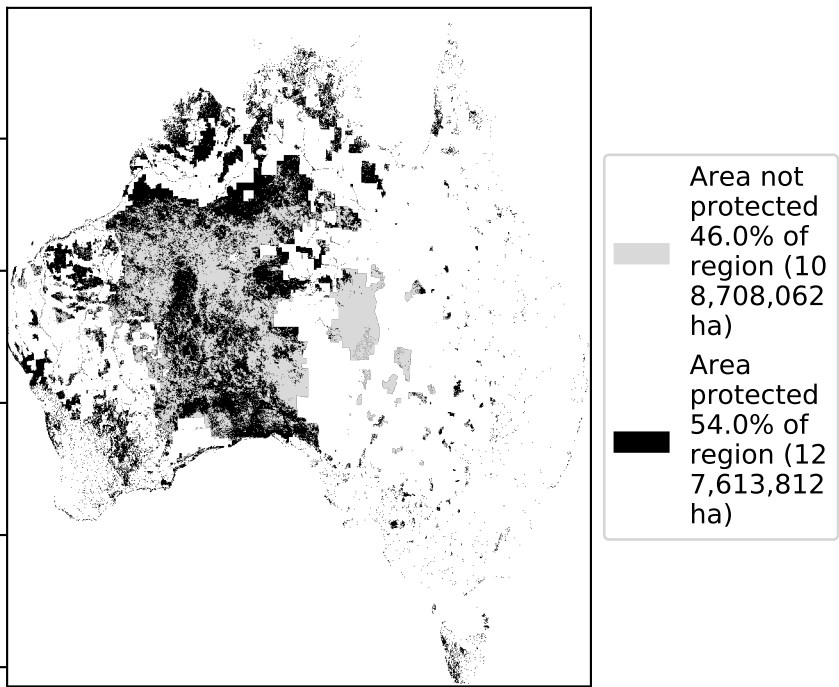 Area not
protected
46.0% of
region (10
8,708,062
ha)
Area
protected
54.0% of
region (12
7,613,812
ha)